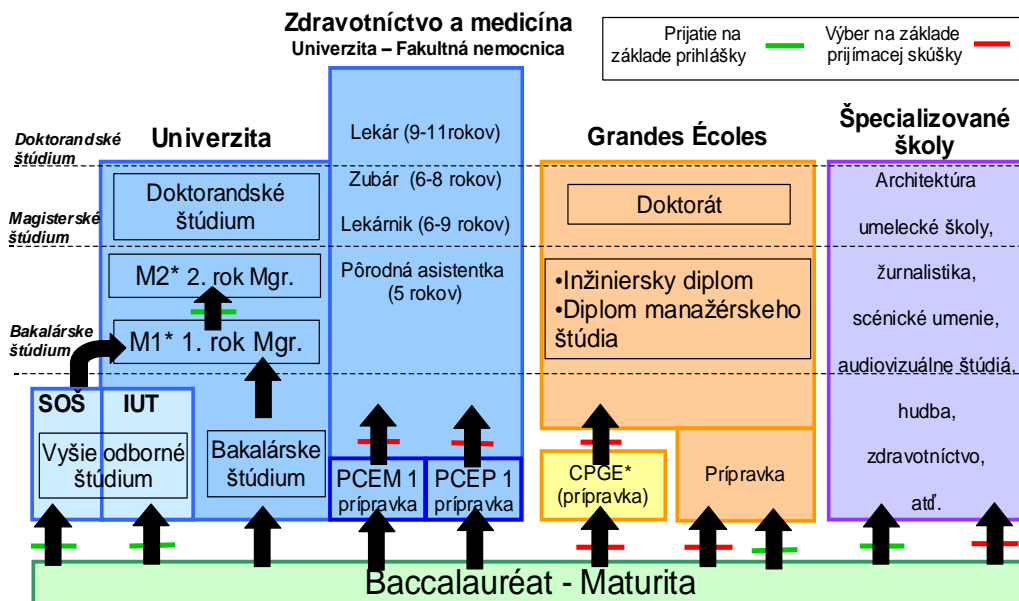 Zdravotníctvo a medicína
Univerzita – Fakultná nemocnica
Prijatie na
základe prihlášky
Výber na základe
prijímacej skúšky
Doktorandské
štúdium
Magisterské
štúdium
Bakalárske
štúdium
Univerzita
Doktorandské
štúdium
M2* 2. rok Mgr.
M1* 1. rok Mgr.
SOŠ
IUT
Vyšie odborné
štúdium
Bakalárske
štúdium
Lekár (9-11rokov)
Zubár (6-8 rokov)
Lekárnik (6-9 rokov)
Pôrodná asistentka
(5 rokov)
PCEM 1
prípravka
PCEP 1
prípravka
Grandes Écoles
Doktorát
•Inžiniersky diplom
•Diplom manažérskeho
štúdia
CPGE*
(prípravka)
Prípravka
Špecializované
školy
Architektúra
umelecké školy,
žurnalistika,
scénické umenie,
audiovizuálne štúdiá,
hudba,
zdravotníctvo,
atď.
Baccalauréat - Maturita